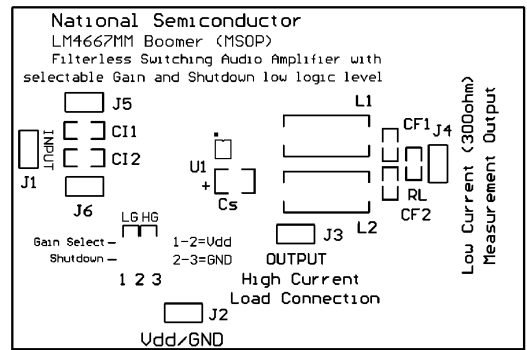 National Semiconductor
LM4667MM Boomer (MSOP)
Filterless Switching Audio Amplifier with
selectable Gain and Shutdown low logic level
J5
L1
CI1
CF1
J4
INPUT
CI2
J1
U1
+
Cs
RL
CF2
J6
L2
LG HG
J3
Gain Select— 1-2=Vdd
Shutdown— 2-3=GND
OUTPUT
1 2 3
High Current
Load Connection
J2
Vdd/GND
Low Current (300ohm)
Measurement Output